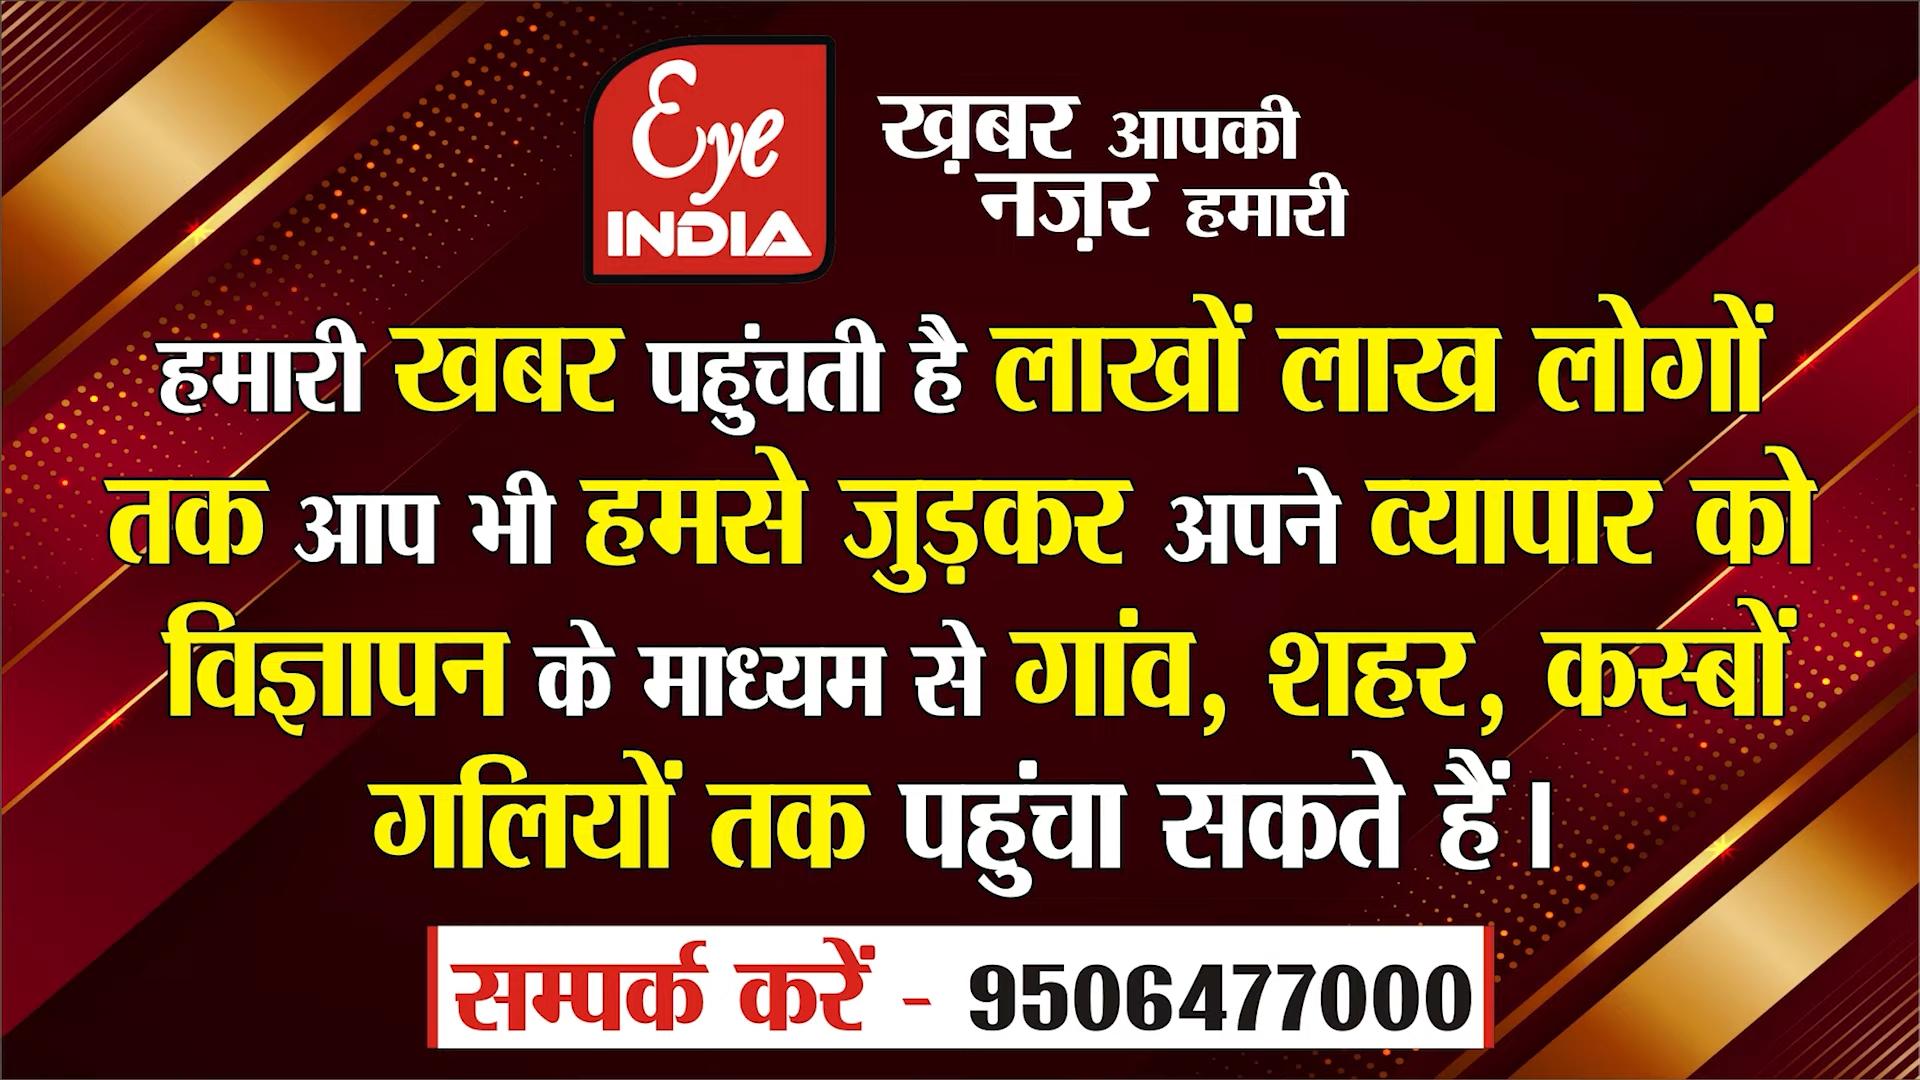 Eye
INDIA
ख़बर आपकी
नज़र हमारी
हमारी खबर पहुंचती है लाखों लाख लोगों
तक आप भी हमसे जुड़कर अपने व्यापार को
विज्ञापन के माध्यम से गांव, शहर, कस्बों
गलियों तक पहुंचा सकते हैं।
सम्पर्क करें - 9506477000